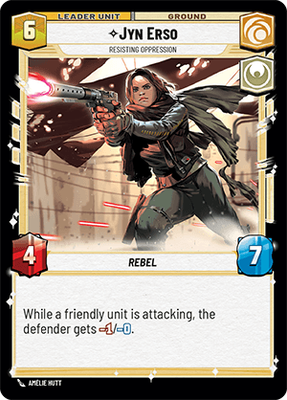 LEADER UNIT GROUND
6
✧Jyn Erso
RESISTING OPPRESSION
REBEL
4 7
While a friendly unit is attacking, the
defender gets -1/-0.
AMÉLIE HUTT